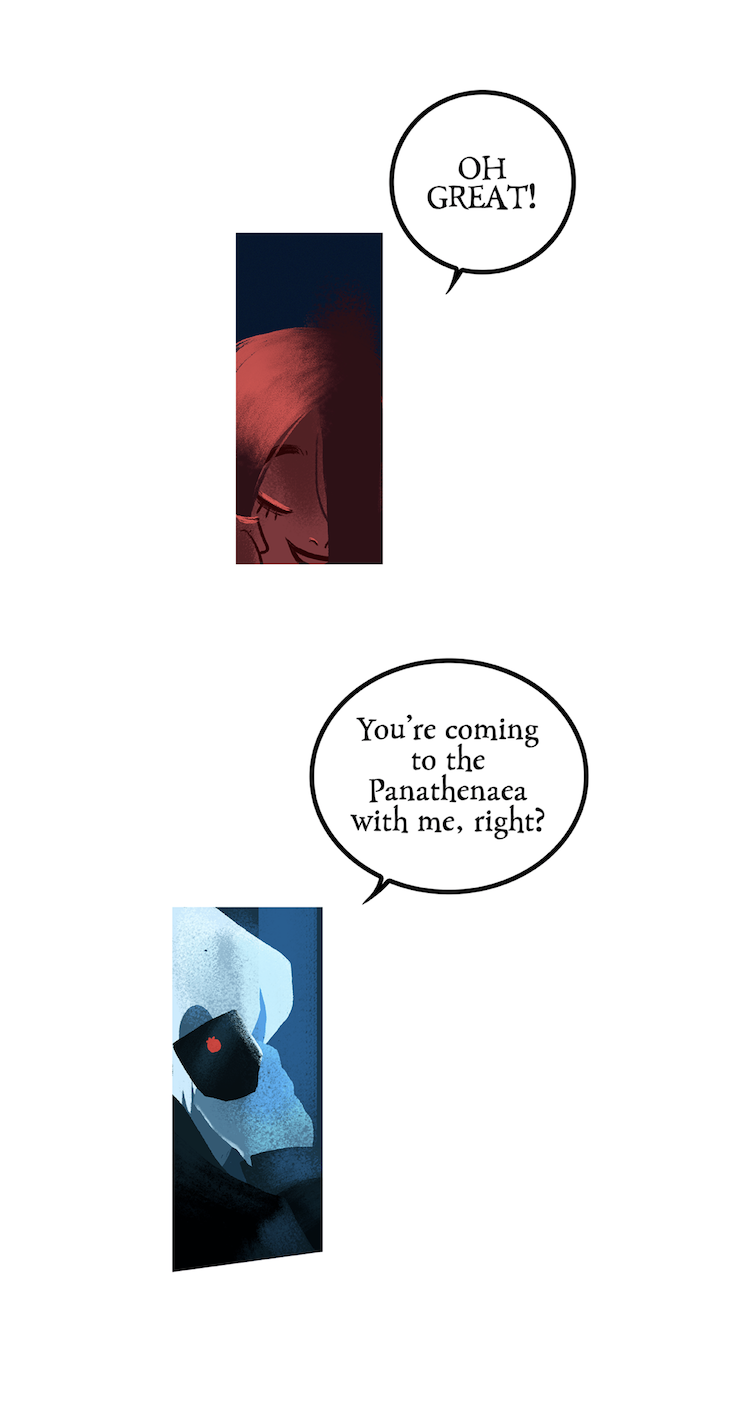 OH
GREAT!
You're coming
to the
Panathenaea
with me, right?